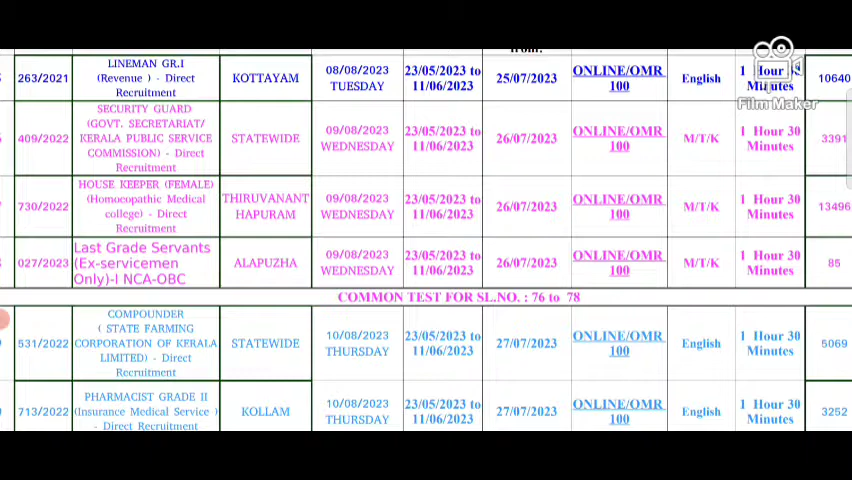 from:
263/2021 LINEMAN GR.I (Revenue ) - Direct Recruitment KOTTAYAM 08/08/2023 TUESDAY 23/05/2023 to 11/06/2023 25/07/2023 ONLINE/OMR 100 English 1 Hour Minutes 10640
Film Maker
409/2022 SECURITY GUARD (GOVT. SECRETARIAT/ KERALA PUBLIC SERVICE COMMISSION) - Direct Recruitment STATEWIDE 09/08/2023 WEDNESDAY 23/05/2023 to 11/06/2023 26/07/2023 ONLINE/OMR 100 M/T/K 1 Hour 30 Minutes 3391
730/2022 HOUSE KEEPER (FEMALE) (Homoeopathic Medical college) - Direct Recruitment THIRUVANANT HAPURAM 09/08/2023 WEDNESDAY 23/05/2023 to 11/06/2023 26/07/2023 ONLINE/OMR 100 M/T/K 1 Hour 30 Minutes 13496
027/2023 Last Grade Servants (Ex-servicemen Only)-I NCA-OBC ALAPUZHA 09/08/2023 WEDNESDAY 23/05/2023 to 11/06/2023 26/07/2023 ONLINE/OMR 100 M/T/K 1 Hour 30 Minutes 85
COMMON TEST FOR SL.NO. : 76 to 78
531/2022 COMPOUNDER ( STATE FARMING CORPORATION OF KERALA LIMITED) - Direct Recruitment STATEWIDE 10/08/2023 THURSDAY 23/05/2023 to 11/06/2023 27/07/2023 ONLINE/OMR 100 English 1 Hour 30 Minutes 5069
713/2022 PHARMACIST GRADE II (Insurance Medical Service ) - Direct Recruitment KOLLAM 10/08/2023 THURSDAY 23/05/2023 to 11/06/2023 27/07/2023 ONLINE/OMR 100 English 1 Hour 30 Minutes 3252